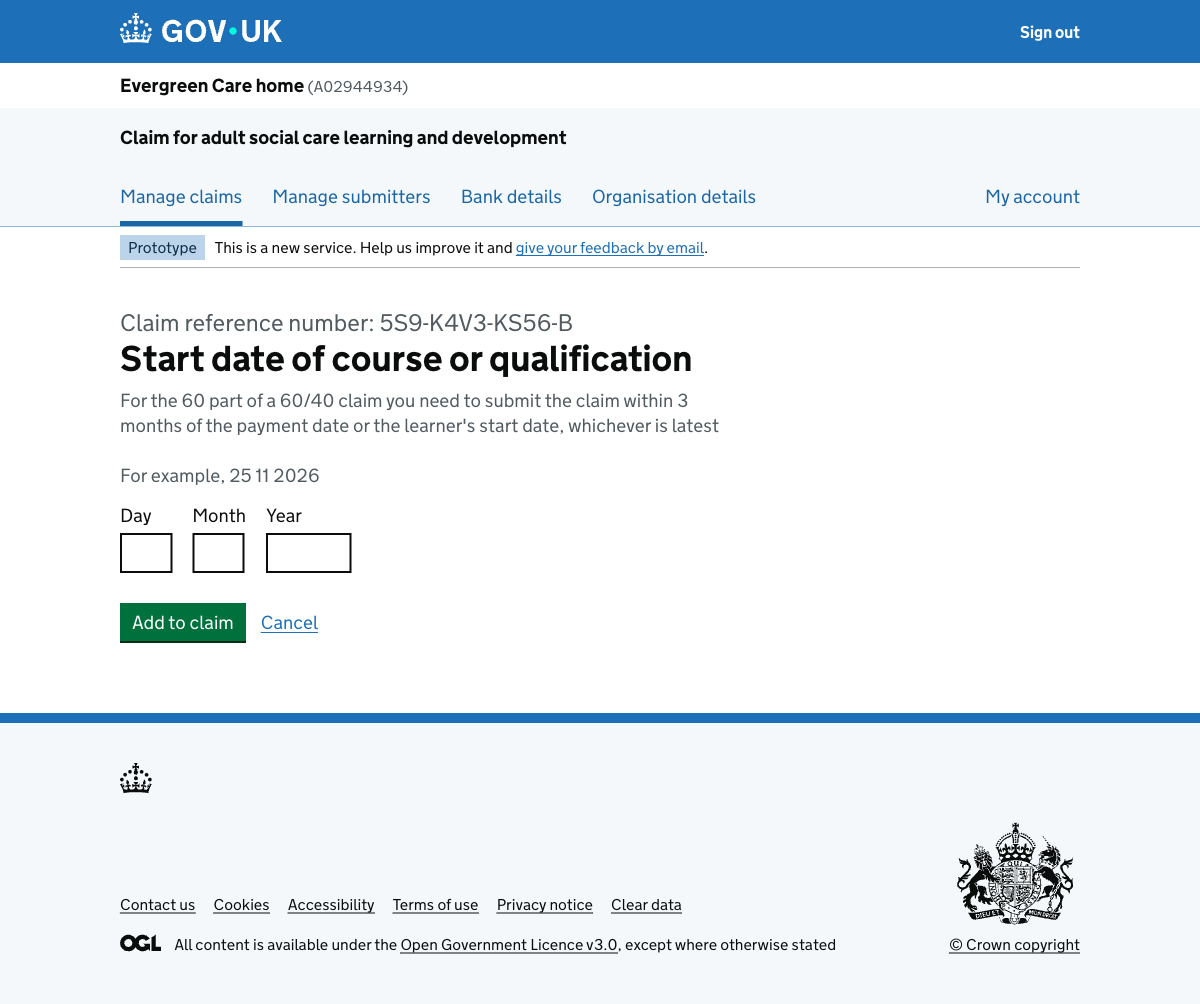 GOV·UK
Sign out
Evergreen Care home (A02944934)
Claim for adult social care learning and development
Manage claims Manage submitters Bank details Organisation details My account
Prototype This is a new service. Help us improve it and give your feedback by email.
Claim reference number: 5S9-K4V3-KS56-B
Start date of course or qualification
For the 60 part of a 60/40 claim you need to submit the claim within 3
months of the payment date or the learner's start date, whichever is latest
For example, 25 11 2026
Day Month Year
Add to claim Cancel
Contact us Cookies Accessibility Terms of use Privacy notice Clear data
OGL All content is available under the Open Government Licence v3.0, except where otherwise stated
© Crown copyright